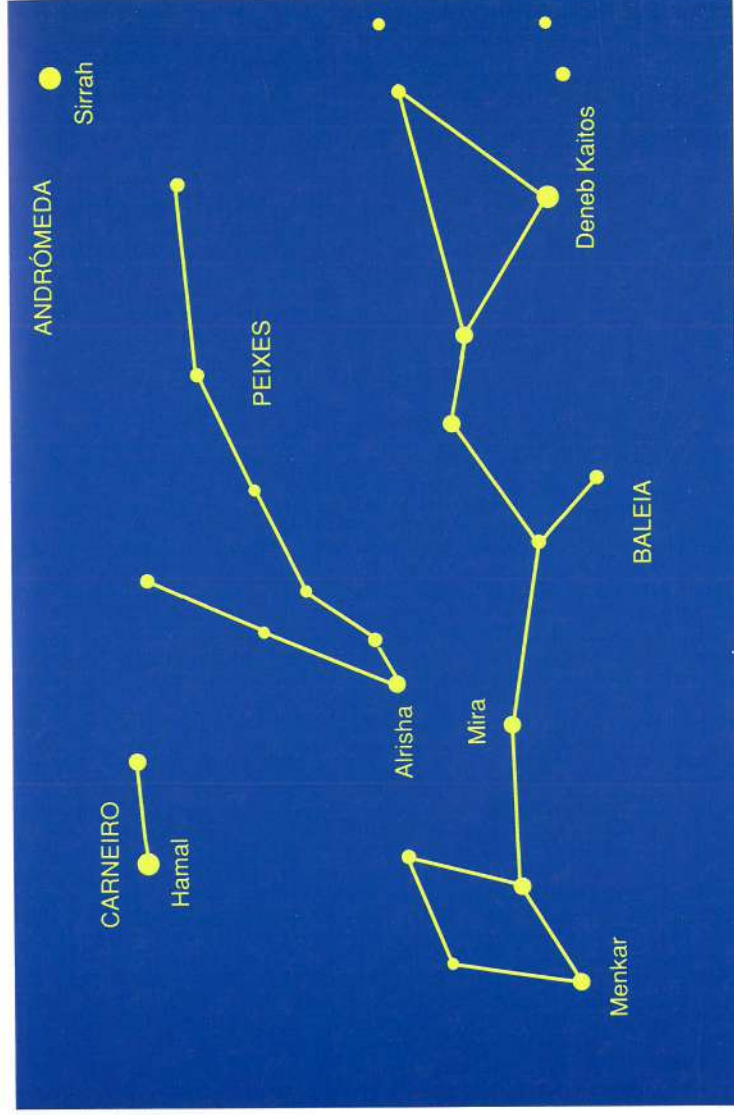 ANDRÓMEDA
Sirrah
CARNEIRO
Hamal
PEIXES
Alrisha
Mira
Deneb Kaitos
Menkar
BALEIA